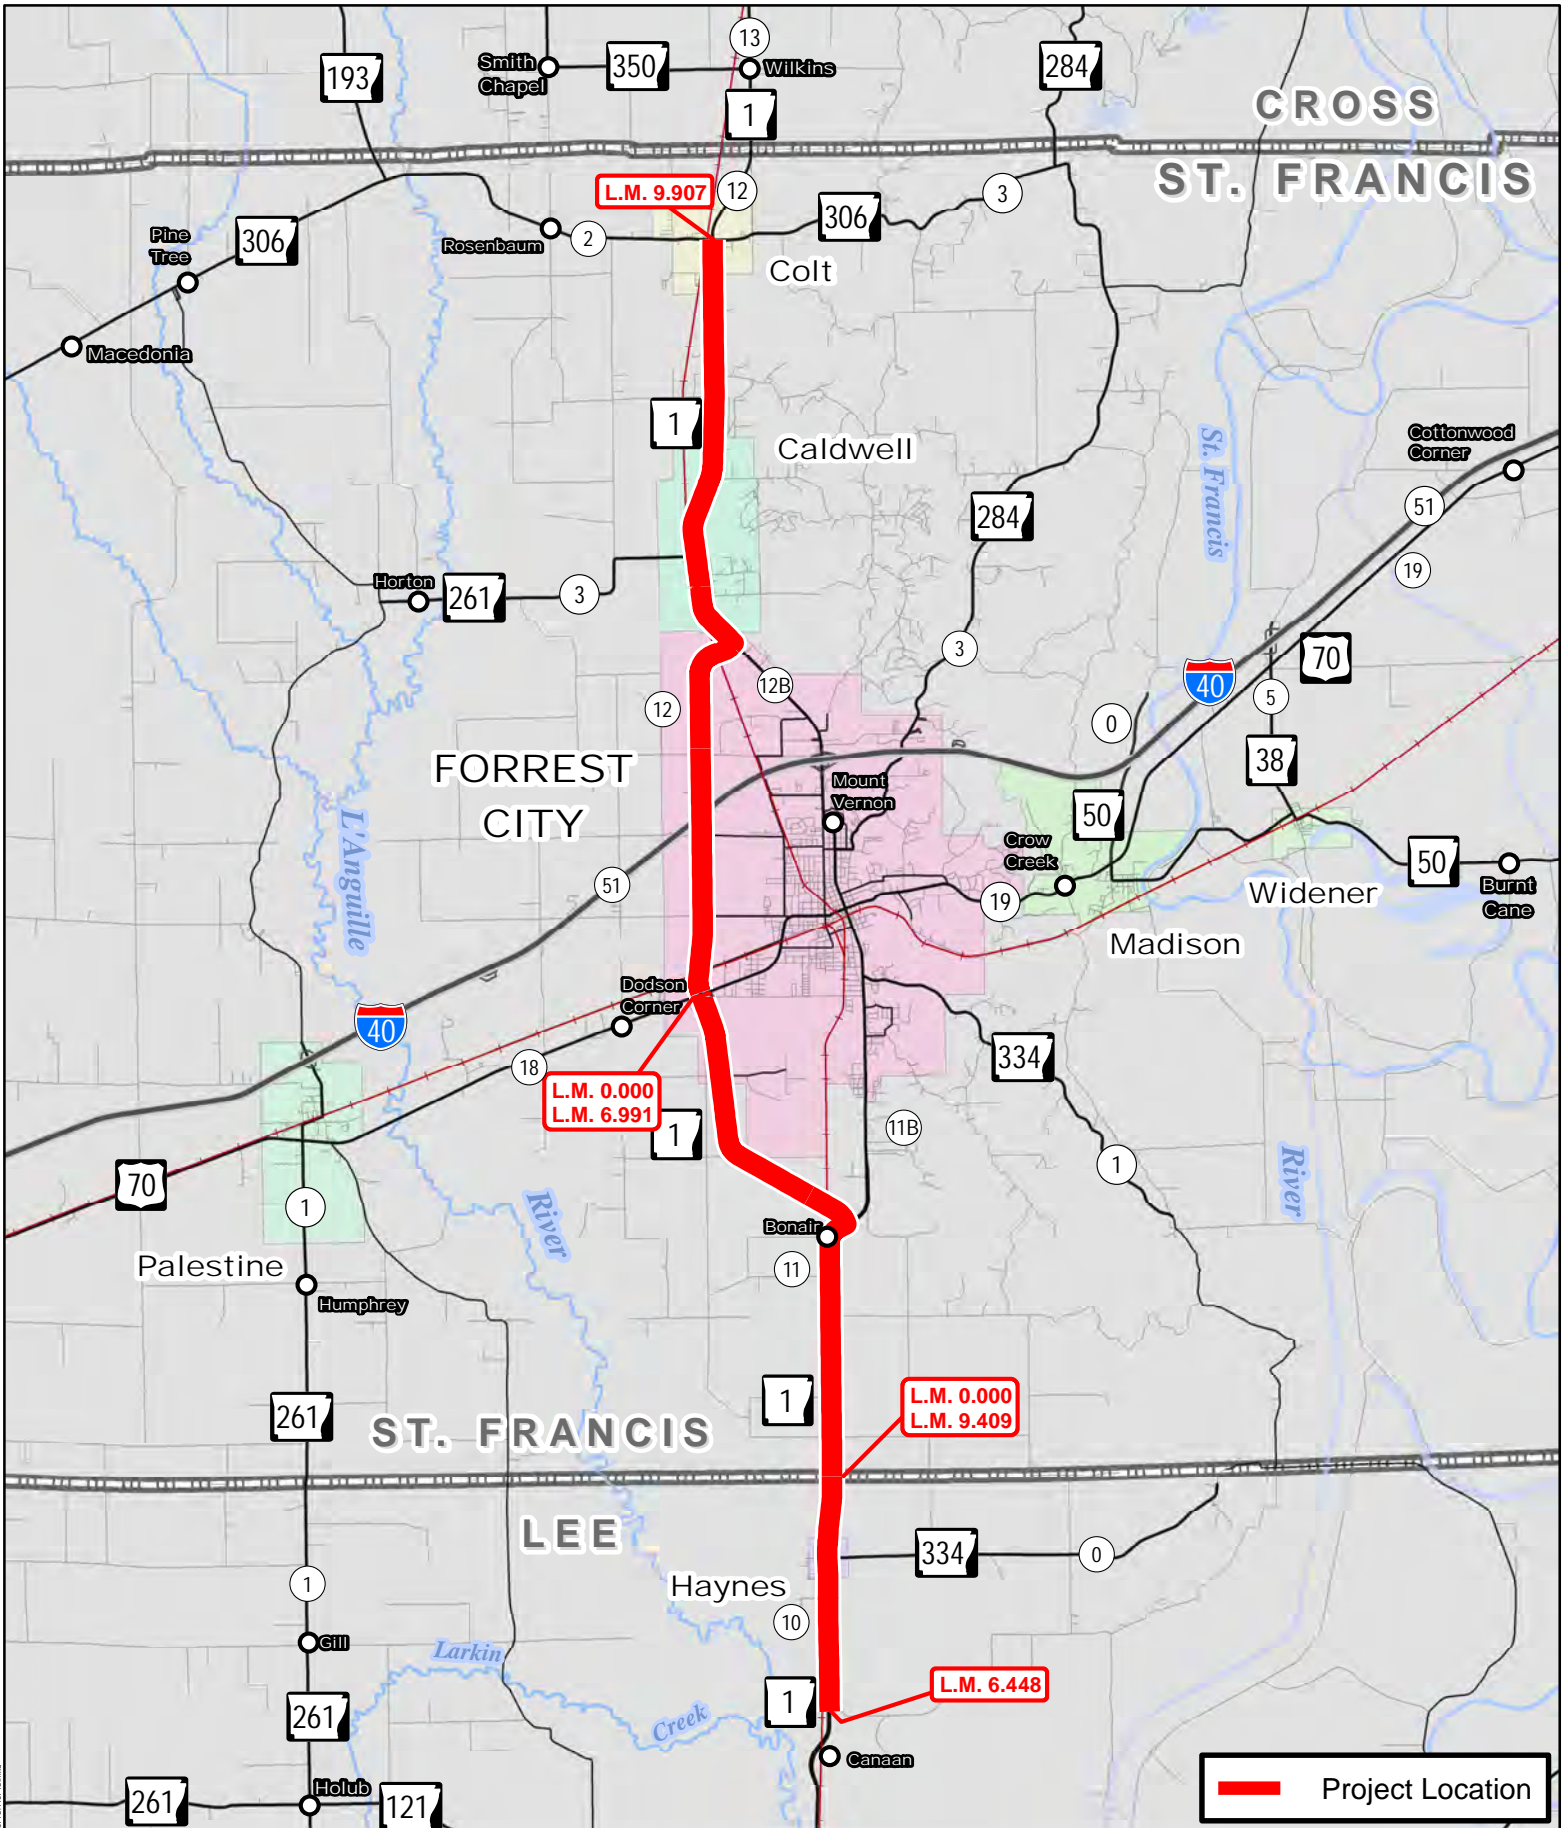 13
Smith
Chapel
350
Wilkins
193
284
1
CROSS
ST. FRANCIS
L.M. 9.907
12
3
306
Pine
Tree
306
Rosenbaum
2
Colt
Macedonia
1
Caldwell
St. Francis
Cottonwood
Corner
51
284
19
Horton
261
3
3
70
40
12B
12
5
0
38
FORREST
CITY
Mount
Vernon
50
L'Anguille
Crow
Creek
50
51
Burnt
Cane
19
Widener
Madison
Dodson
Corner
40
334
18
L.M. 0.000
L.M. 6.991
1
11B
1
River
70
1
River
Bonair
11
Palestine
Humphrey
1
L.M. 0.000
L.M. 9.409
261
ST. FRANCIS
LEE
334
0
Haynes
1
10
Gill
Larkin
L.M. 6.448
1
261
Creek
Canaan
Holub
261
121
Project Location